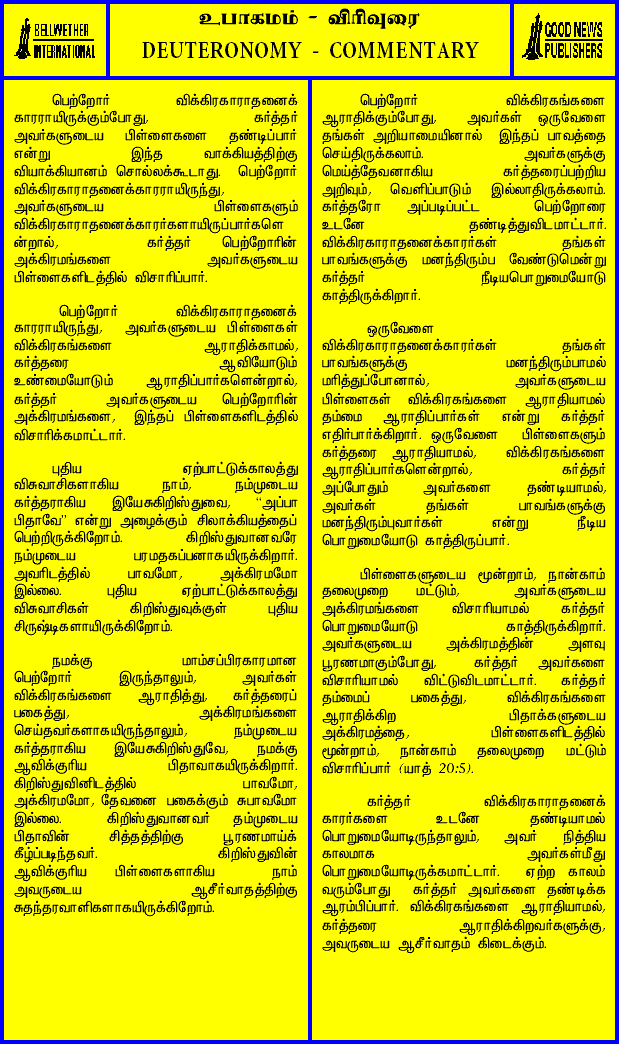 BELLWETHER
INTERNATIONAL
உபாகமம் - விரிவுரை
DEUTERONOMY - COMMENTARY
GOOD NEWS
PUBLISHERS
பெற்றோர் விக்கிரகாராதனைக்
காரராயிருக்கும்போது, கர்த்தர்
அவர்களுடைய பிள்ளைகளை தண்டிப்பார்
என்று இந்த வாக்கியத்திற்கு
வியாக்கியானம் சொல்லக்கூடாது. பெற்றோர்
விக்கிரகாராதனைக்காரராயிருந்து,
அவர்களுடைய பிள்ளைகளும்
விக்கிரகாராதனைக்காரர்களாயிருப்பார்களெ
ன்றால், கர்த்தர் பெற்றோரின்
அக்கிரமங்களை அவர்களுடைய
பிள்ளைகளிடத்தில் விசாரிப்பார்.
பெற்றோர் விக்கிரகாராதனைக்
காரராயிருந்து, அவர்களுடைய பிள்ளைகள்
விக்கிரகங்களை ஆராதிக்காமல்,
கர்த்தரை ஆவியோடும்
உண்மையோடும் ஆராதிப்பார்களென்றால்,
கர்த்தர் அவர்களுடைய பெற்றோரின்
அக்கிரமங்களை, இந்தப் பிள்ளைகளிடத்தில்
விசாரிக்கமாட்டார்.
புதிய ஏற்பாட்டுக்காலத்து
விசுவாசிகளாகிய நாம், நம்முடைய
கர்த்தராகிய இயேசுகிறிஸ்துவை, “அப்பா
பிதாவே” என்று அழைக்கும் சிலாக்கியத்தைப்
பெற்றிருக்கிறோம். கிறிஸ்துவானவரே
நம்முடைய பரமதகப்பனாகயிருக்கிறார்.
அவரிடத்தில் பாவமோ, அக்கிரமமோ
இல்லை. புதிய ஏற்பாட்டுக்காலத்து
விசுவாசிகள் கிறிஸ்துவுக்குள் புதிய
சிருஷ்டிகளாயிருக்கிறோம்.
நமக்கு மாம்சப்பிரகாரமான
பெற்றோர் இருந்தாலும், அவர்கள்
விக்கிரகங்களை ஆராதித்து, கர்த்தரைப்
பகைத்து, அக்கிரமங்களை
செய்தவர்களாகயிருந்தாலும், நம்முடைய
கர்த்தராகிய இயேசுகிறிஸ்துவே, நமக்கு
ஆவிக்குரிய பிதாவாகயிருக்கிறார்.
கிறிஸ்துவினிடத்தில் பாவமோ,
அக்கிரமமோ, தேவனை பகைக்கும் சுபாவமோ
இல்லை. கிறிஸ்துவானவர் தம்முடைய
பிதாவின் சித்தத்திற்கு பூரணமாய்க்
கீழ்ப்படிந்தவர். கிறிஸ்துவின்
ஆவிக்குரிய பிள்ளைகளாகிய நாம்
அவருடைய ஆசீர்வாதத்திற்கு
சுதந்தரவாளிகளாகயிருக்கிறோம்.
பெற்றோர் விக்கிரகங்களை
ஆராதிக்கும்போது, அவர்கள் ஒருவேளை
தங்கள் அறியாமையினால் இந்தப் பாவத்தை
செய்திருக்கலாம். அவர்களுக்கு
மெய்த்தேவனாகிய கர்த்தரைப்பற்றிய
அறிவும், வெளிப்பாடும் இல்லாதிருக்கலாம்.
கர்த்தரோ அப்படிப்பட்ட பெற்றோரை
உடனே தண்டித்துவிடமாட்டார்.
விக்கிரகாராதனைக்காரர்கள் தங்கள்
பாவங்களுக்கு மனந்திரும்ப வேண்டுமென்று
கர்த்தர் நீடியபொறுமையோடு
காத்திருக்கிறார்.
ஒருவேளை
விக்கிரகாராதனைக்காரர்கள் தங்கள்
பாவங்களுக்கு மனந்திரும்பாமல்
மரித்துப்போனால், அவர்களுடைய
பிள்ளைகள் விக்கிரகங்களை ஆராதியாமல்
தம்மை ஆராதிப்பார்கள் என்று கர்த்தர்
எதிர்பார்க்கிறார். ஒருவேளை பிள்ளைகளும்
கர்த்தரை ஆராதியாமல், விக்கிரகங்களை
ஆராதிப்பார்களென்றால், கர்த்தர்
அப்போதும் அவர்களை தண்டியாமல்,
அவர்கள் தங்கள் பாவங்களுக்கு
மனந்திரும்புவார்கள் என்று நீடிய
பொறுமையோடு காத்திருப்பார்.
பிள்ளைகளுடைய மூன்றாம், நான்காம்
தலைமுறை மட்டும், அவர்களுடைய
அக்கிரமங்களை விசாரியாமல் கர்த்தர்
பொறுமையோடு காத்திருக்கிறார்.
அவர்களுடைய அக்கிரமத்தின் அளவு
பூரணமாகும்போது, கர்த்தர் அவர்களை
விசாரியாமல் விட்டுவிடமாட்டார். கர்த்தர்
தம்மைப் பகைத்து, விக்கிரகங்களை
ஆராதிக்கிற பிதாக்களுடைய
அக்கிரமத்தை, பிள்ளைகளிடத்தில்
மூன்றாம், நான்காம் தலைமுறை மட்டும்
விசாரிப்பார் (யாத் 20:5).
கர்த்தர் விக்கிரகாராதனைக்
காரர்களை உடனே தண்டியாமல்
பொறுமையோடிருந்தாலும், அவர் நித்திய
காலமாக அவர்கள்மீது
பொறுமையோடிருக்கமாட்டார். ஏற்ற காலம்
வரும்போது கர்த்தர் அவர்களை தண்டிக்க
ஆரம்பிப்பார். விக்கிரகங்களை ஆராதியாமல்,
கர்த்தரை ஆராதிக்கிறவர்களுக்கு,
அவருடைய ஆசீர்வாதம் கிடைக்கும்.